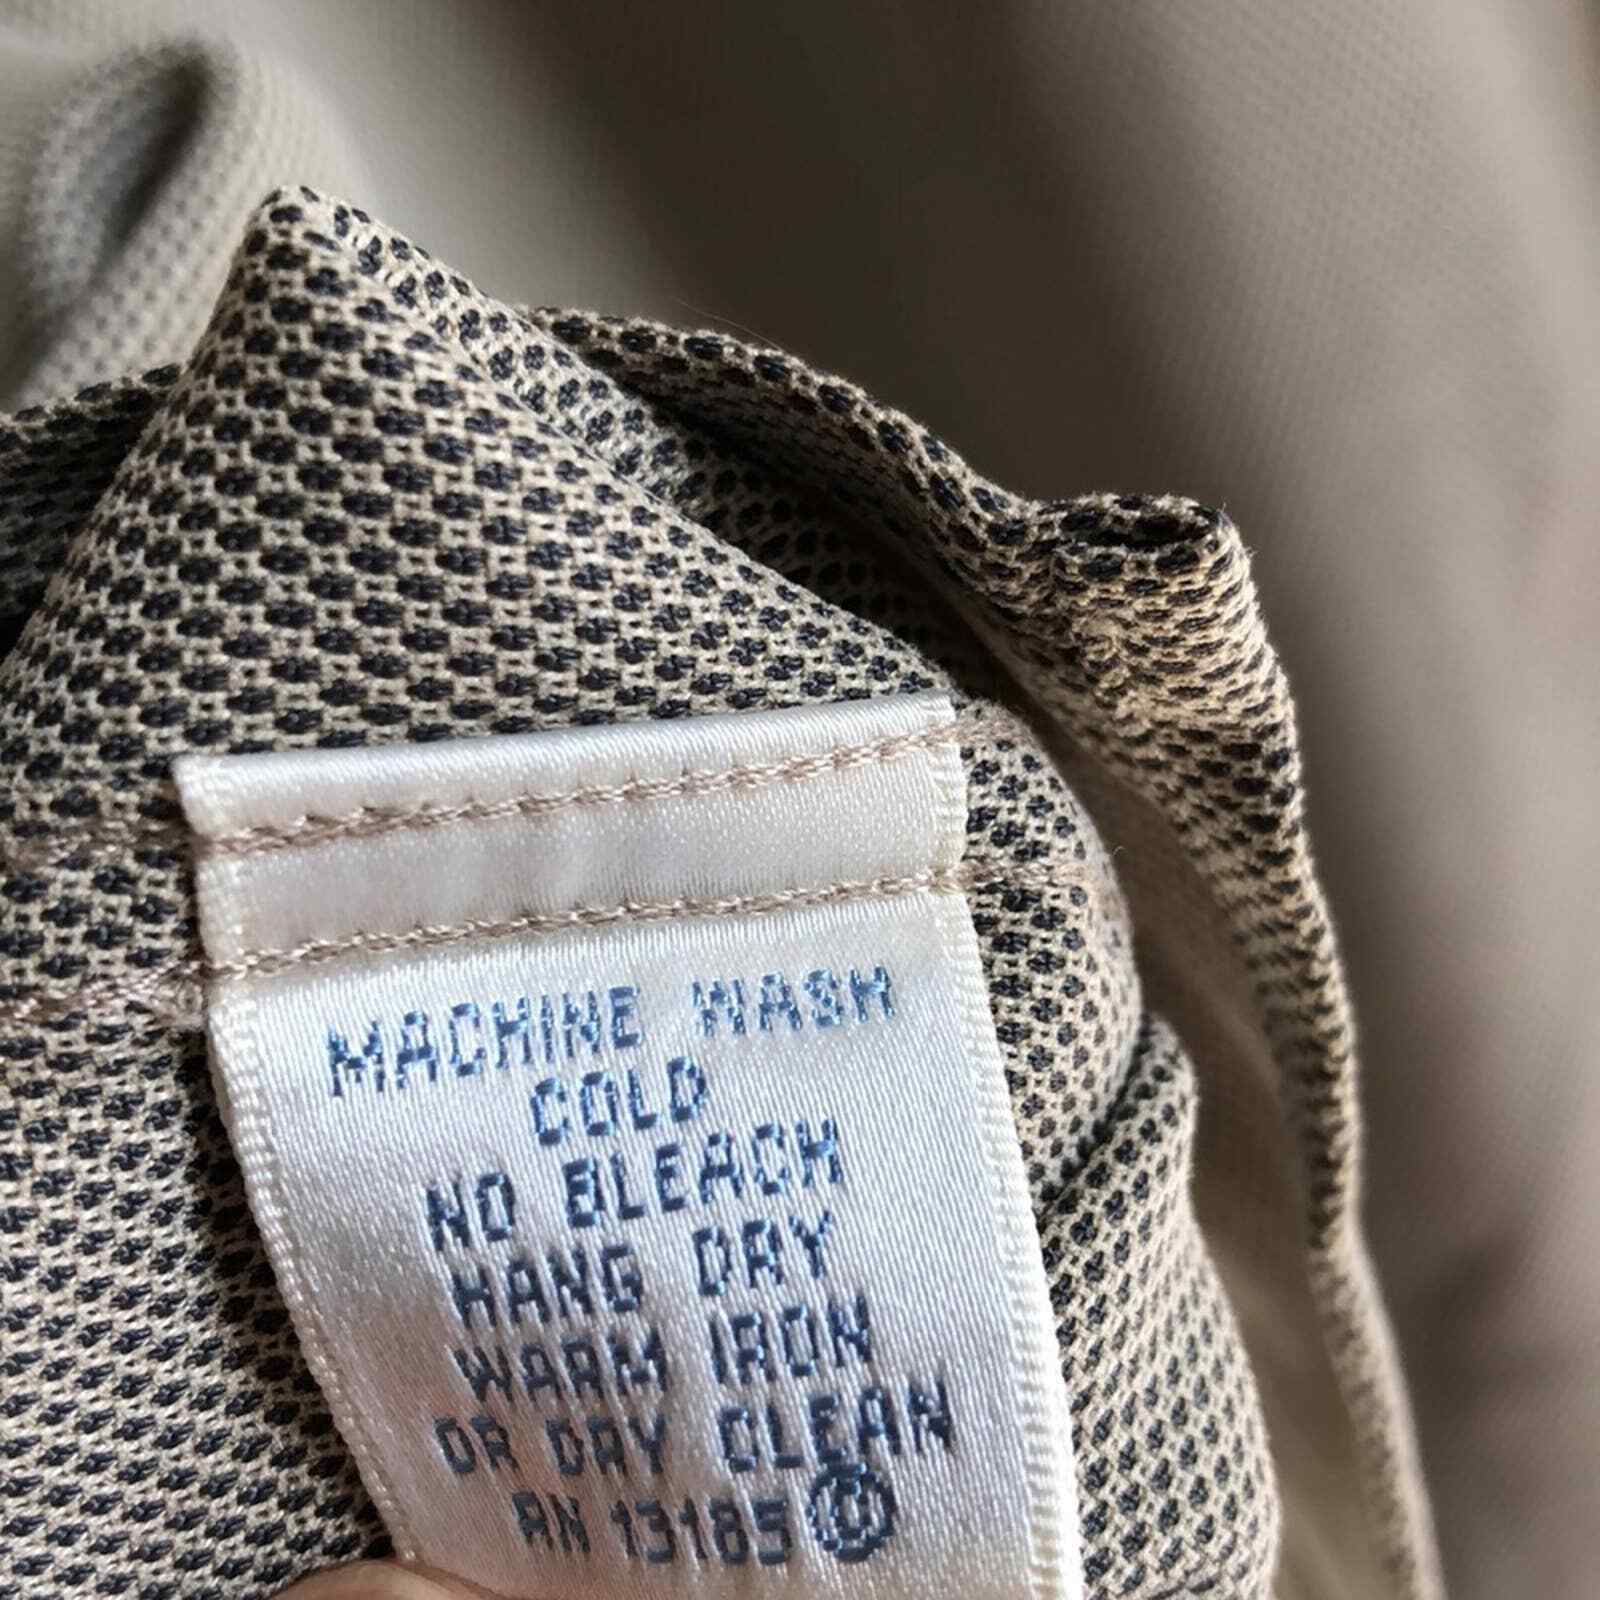 MACHINE WASH
COLD
NO BLEACH
HANG DRY
WARM IRON
OR DRY CLEAN
RN 13185 ©